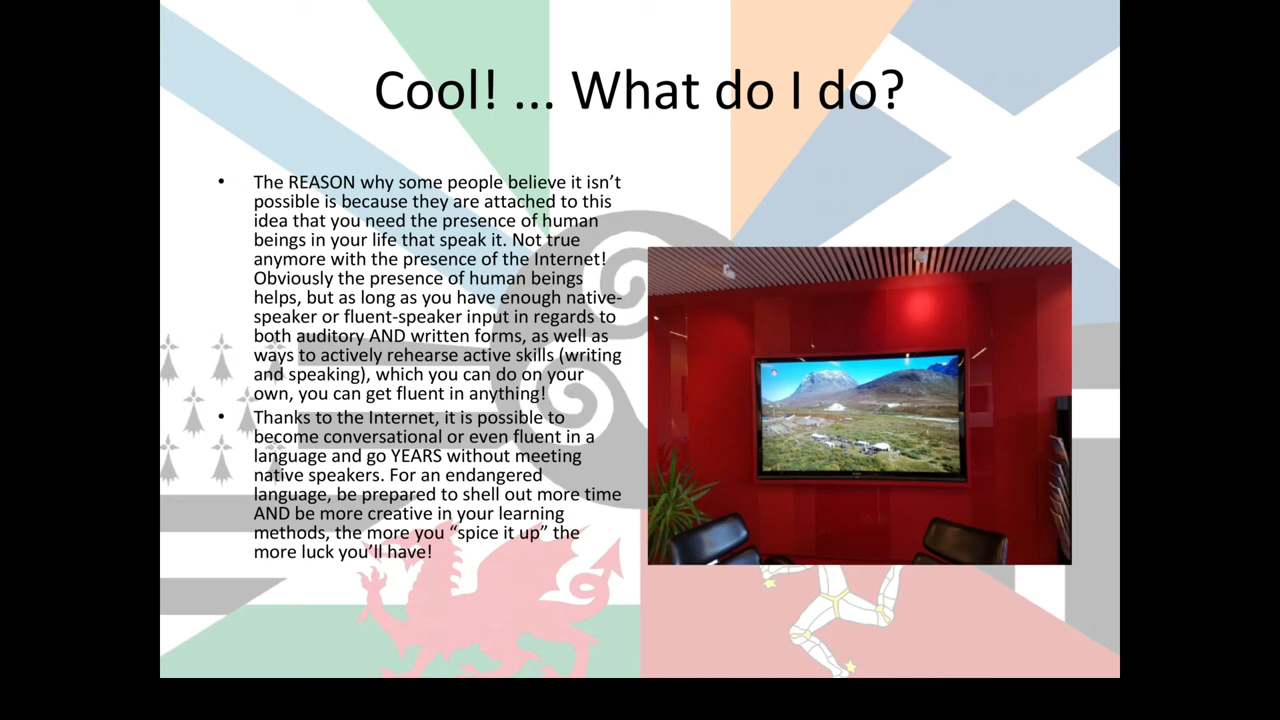 Cool! ... What do I do?
• The REASON why some people believe it isn’t
possible is because they are attached to this
idea that you need the presence of human
beings in your life that speak it. Not true
anymore with the presence of the Internet!
Obviously the presence of human beings
helps, but as long as you have enough native-
speaker or fluent-speaker input in regards to
both auditory AND written forms, as well as
ways to actively rehearse active skills (writing
and speaking), which you can do on your
own, you can get fluent in anything!
• Thanks to the Internet, it is possible to
become conversational or even fluent in a
language and go YEARS without meeting
native speakers. For an endangered
language, be prepared to shell out more time
AND be more creative in your learning
methods, the more you “spice it up” the
more luck you’ll have!